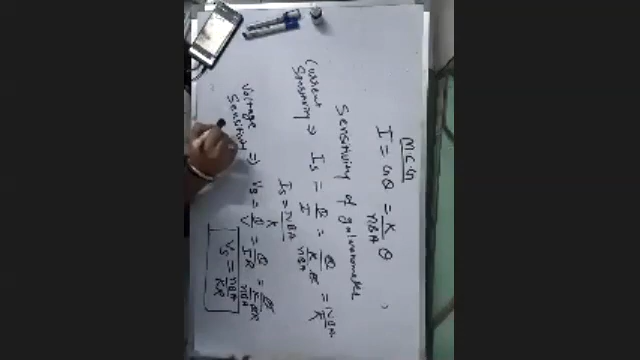 M.C.G
I = Gθ = K/nBA θ
Sensitivity of galvanometer
Current
Sensitivity ⇒ Is = θ/I = θ/(K/nBA θ) = NBA/K
Is = NBA/K
Voltage
Sensitivity ⇒ Vs = θ/V = θ/IR = θ/(K/nBA θR)
Vs = nBA/KR